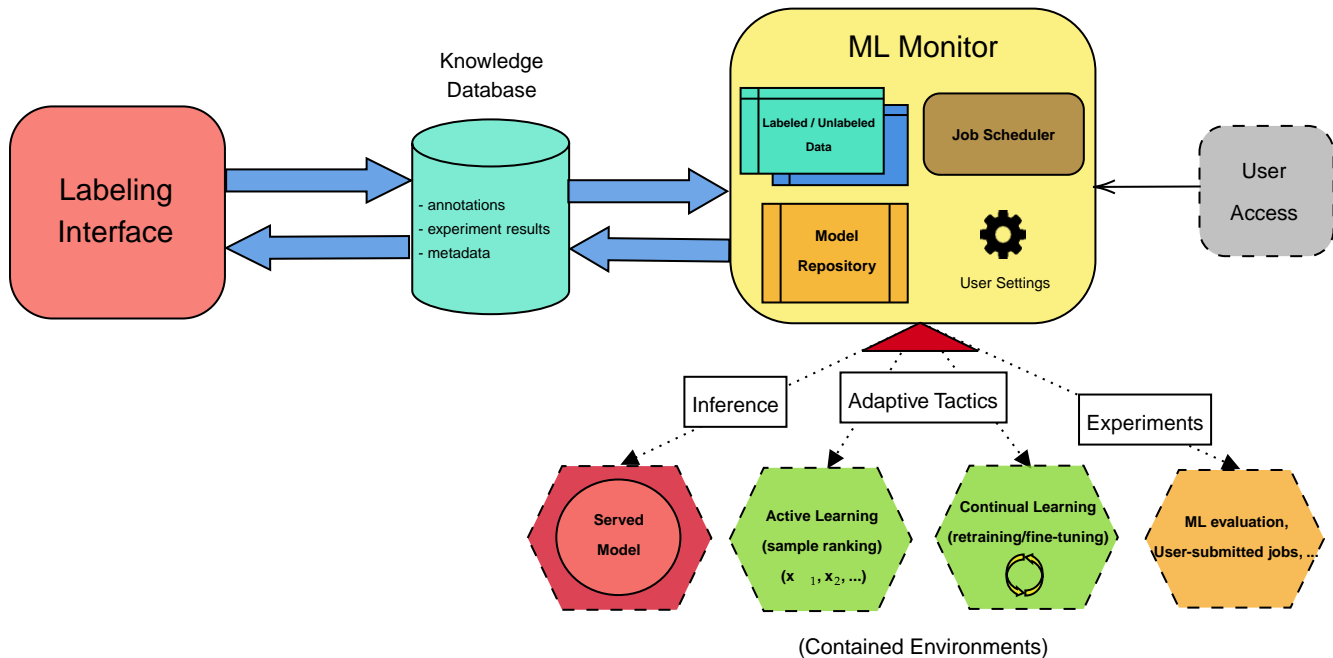 ML Monitor
Knowledge
Database
Labeled / Unlabeled
Data
Job Scheduler
Labeling
Interface
- annotations
- experiment results
- metadata
User
Access
Model
Repository
User Settings
Inference
Adaptive Tactics
Experiments
Served
Model
Active Learning
(sample ranking)
(x 1, x2, ...)
Continual Learning
(retraining/fine-tuning)
ML evaluation,
User-submitted jobs, ...
(Contained Environments)